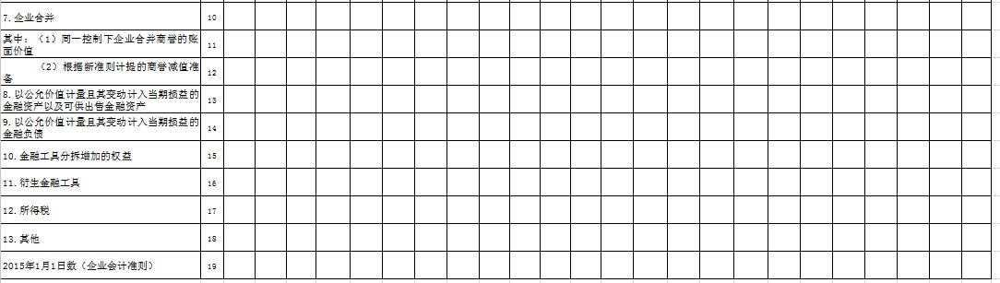 7.企业合并 10
其中：（1）同一控制下企业合并商誉的账
面价值 11
（2）根据新准则计提的商誉减值准
备 12
8.以公允价值计量且其变动计入当期损益的
金融资产以及可供出售金融资产 13
9.以公允价值计量且其变动计入当期损益的
金融负债 14
10.金融工具分拆增加的权益 15
11.衍生金融工具 16
12.所得税 17
13.其他 18
2015年1月1日数（企业会计准则） 19